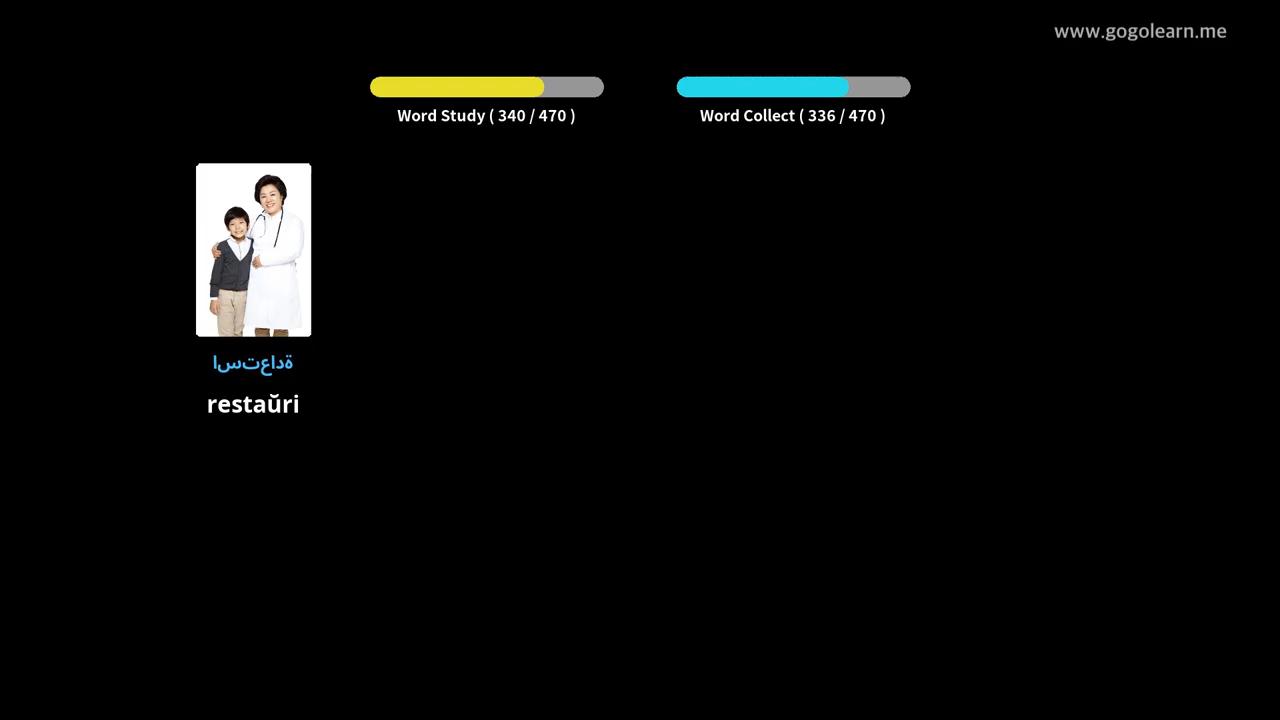 www.gogolearn.me
Word Study ( 340 / 470 )
Word Collect ( 336 / 470 )
استعادة
restaŭri